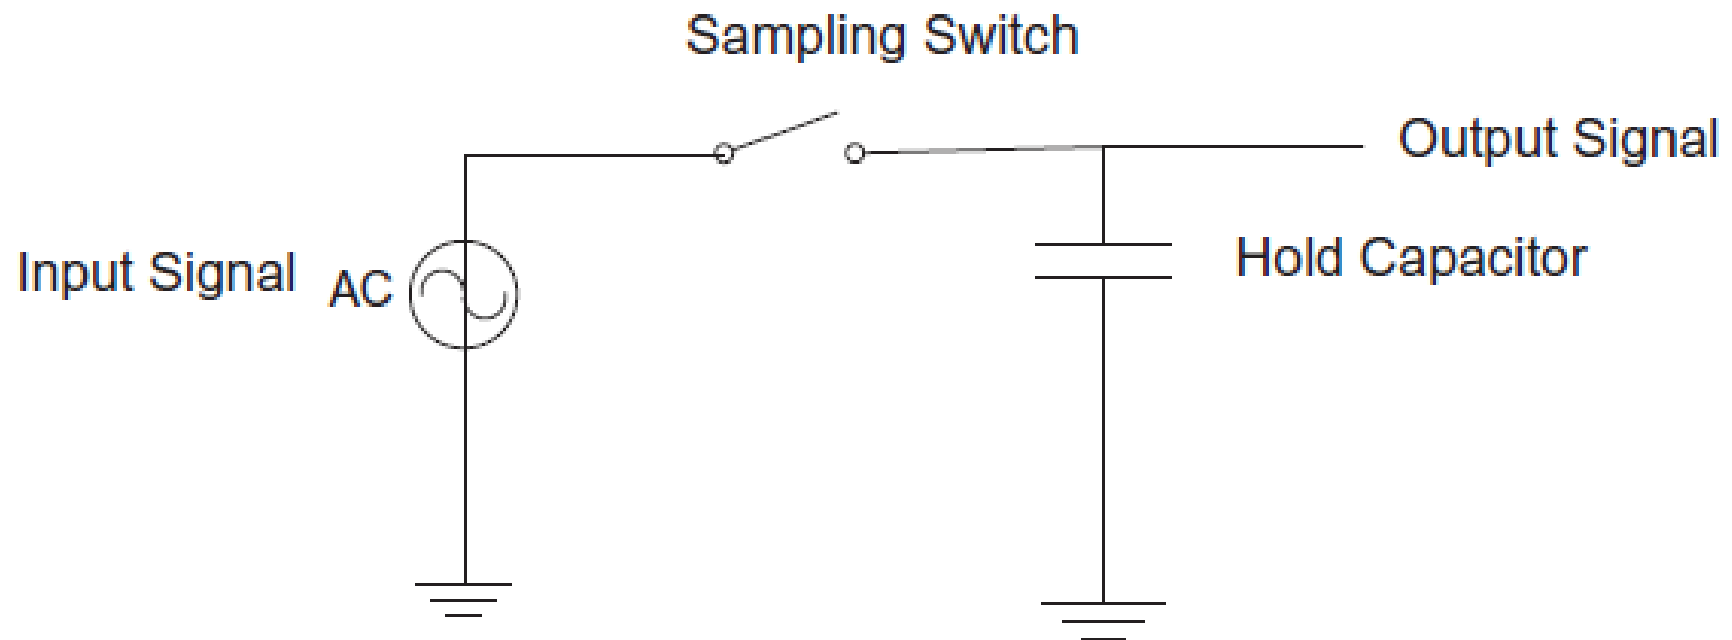 Sampling Switch
Output Signal
Hold Capacitor
Input Signal
AC